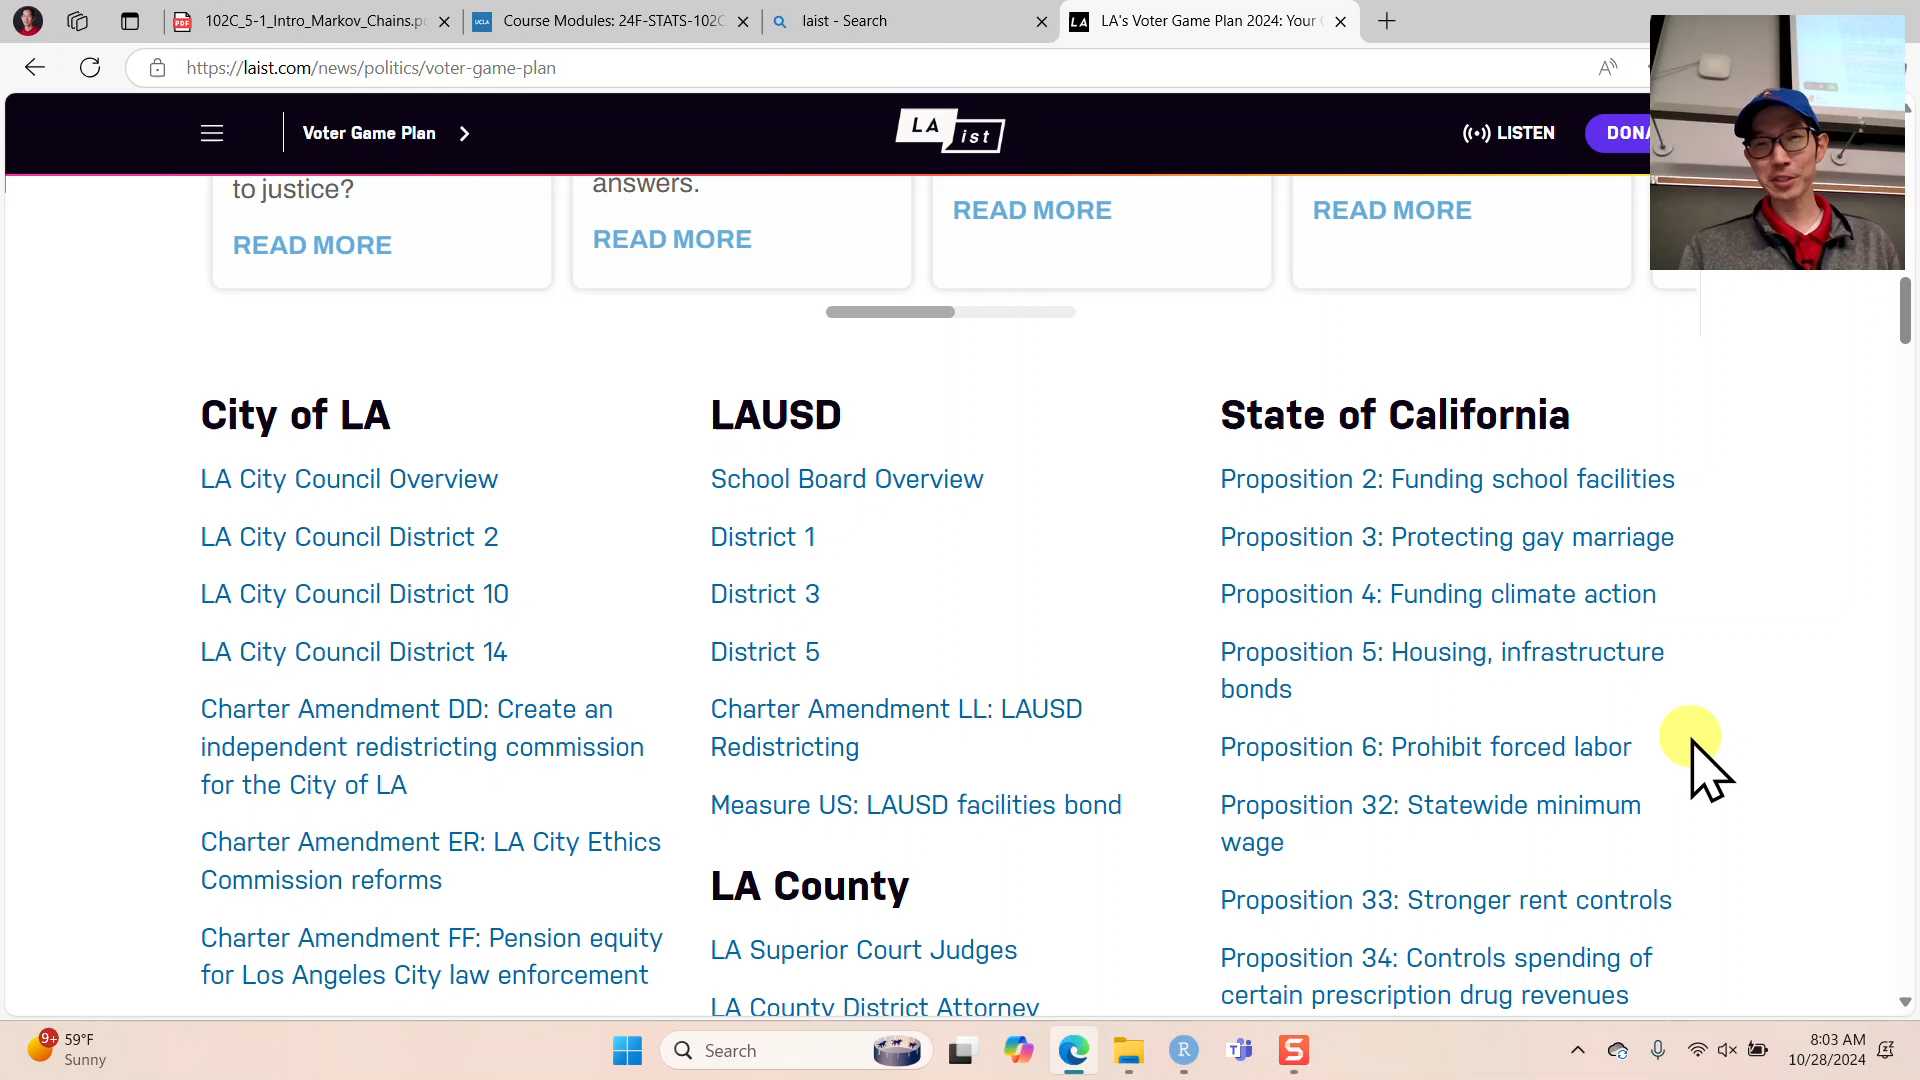 102C_5-1_Intro_Markov_Chains.p
Course Modules: 24F-STATS-102C
laist - Search
LA's Voter Game Plan 2024: Your
https://laist.com/news/politics/voter-game-plan
Voter Game Plan
LA ist
LISTEN
DONA
to justice?
READ MORE
answers.
READ MORE
READ MORE
READ MORE
City of LA
LA City Council Overview
LA City Council District 2
LA City Council District 10
LA City Council District 14
Charter Amendment DD: Create an
independent redistricting commission
for the City of LA
Charter Amendment ER: LA City Ethics
Commission reforms
Charter Amendment FF: Pension equity
for Los Angeles City law enforcement
LAUSD
School Board Overview
District 1
District 3
District 5
Charter Amendment LL: LAUSD
Redistricting
Measure US: LAUSD facilities bond
LA County
LA Superior Court Judges
LA County District Attorney
State of California
Proposition 2: Funding school facilities
Proposition 3: Protecting gay marriage
Proposition 4: Funding climate action
Proposition 5: Housing, infrastructure
bonds
Proposition 6: Prohibit forced labor
Proposition 32: Statewide minimum
wage
Proposition 33: Stronger rent controls
Proposition 34: Controls spending of
certain prescription drug revenues
9+
59°F
Sunny
Search
8:03 AM
10/28/2024